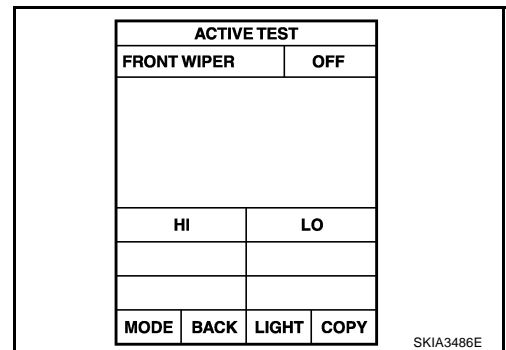 ACTIVE TEST
FRONT WIPER OFF
HI LO
MODE BACK LIGHT COPY
SKIA3486E